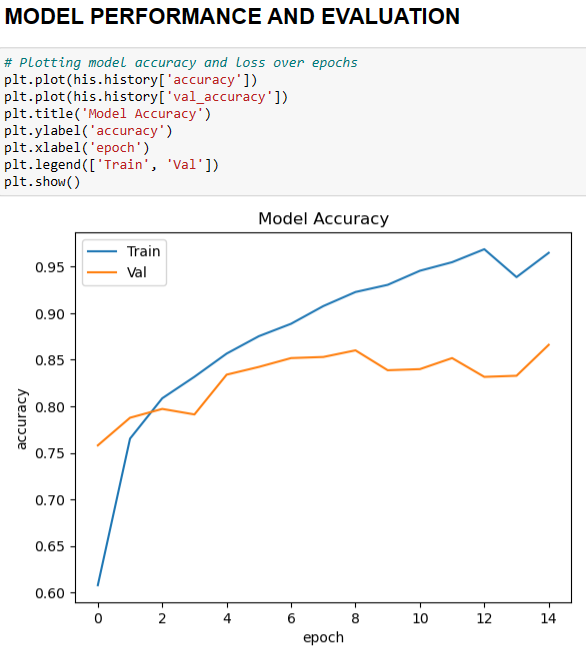 MODEL PERFORMANCE AND EVALUATION
# Plotting model accuracy and loss over epochs
plt.plot(his.history['accuracy'])
plt.plot(his.history['val_accuracy'])
plt.title('Model Accuracy')
plt.ylabel('accuracy')
plt.xlabel('epoch')
plt.legend(['Train', 'Val'])
plt.show()
Model Accuracy
Train
Val
0.95
0.90
0.85
0.80
0.75
0.70
0.65
0.60
accuracy
0 2 4 6 8 10 12 14
epoch